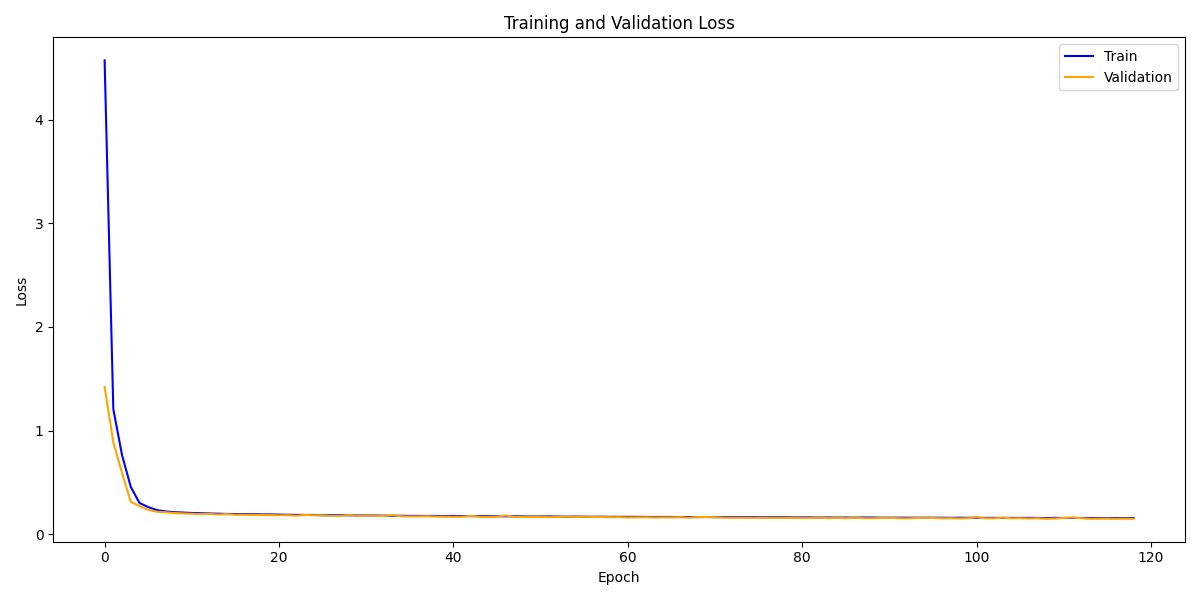 Training and Validation Loss
Train
Validation
4
3
2
1
0
Loss
0 20 40 60 80 100 120
Epoch